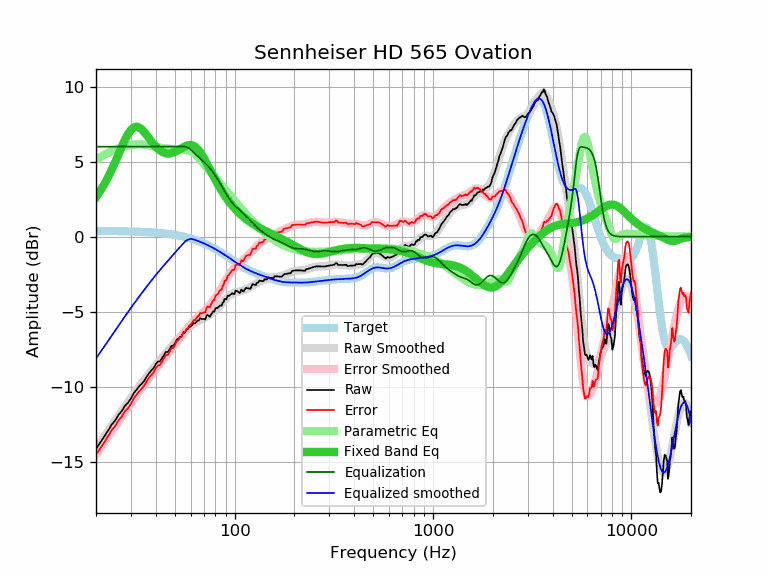 Sennheiser HD 565 Ovation
Amplitude (dBr)
10
5
0
−5
−10
−15
Target
Raw Smoothed
Error Smoothed
Raw
Error
Parametric Eq
Fixed Band Eq
Equalization
Equalized smoothed
100
1000
10000
Frequency (Hz)